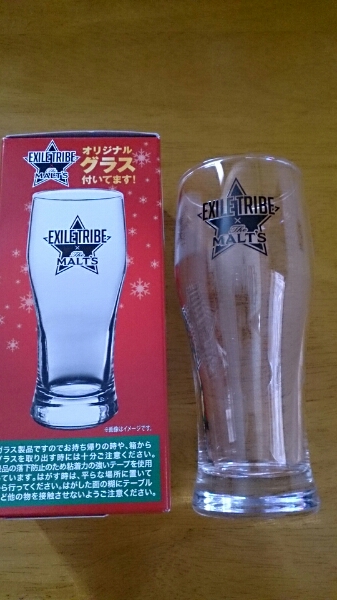 EXILE TRIBE
×
The
MALT'S
オリジナル
グラス
付いてます!
EXILE TRIBE
×
The
MALT'S
※画像はイメージです。
ガラス製品ですのでお持ち帰りの時や、箱から
グラスを取り出す時には十分ご注意ください。
品の落下防止のため粘着力の強いテープを使用
ています。はがす時は、平らな場所に置いて
ら行ってください。はがした面の棚にテーブル
ど他の物を接触させないようご注意ください。
EXILE TRIBE
×
The
MALT'S